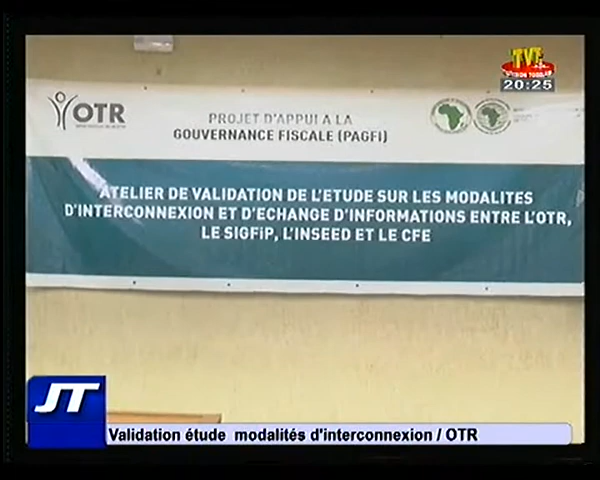 TVT
20:25
OTR
PROJET D'APPUI A LA
GOUVERNANCE FISCALE (PAGFI)
ATELIER DE VALIDATION DE L'ETUDE SUR LES MODALITES
D'INTERCONNEXION ET D'ECHANGE D'INFORMATIONS ENTRE L'OTR,
LE SIGFiP, L'INSEED ET LE CFE
JT
Validation étude modalités d'interconnexion / OTR